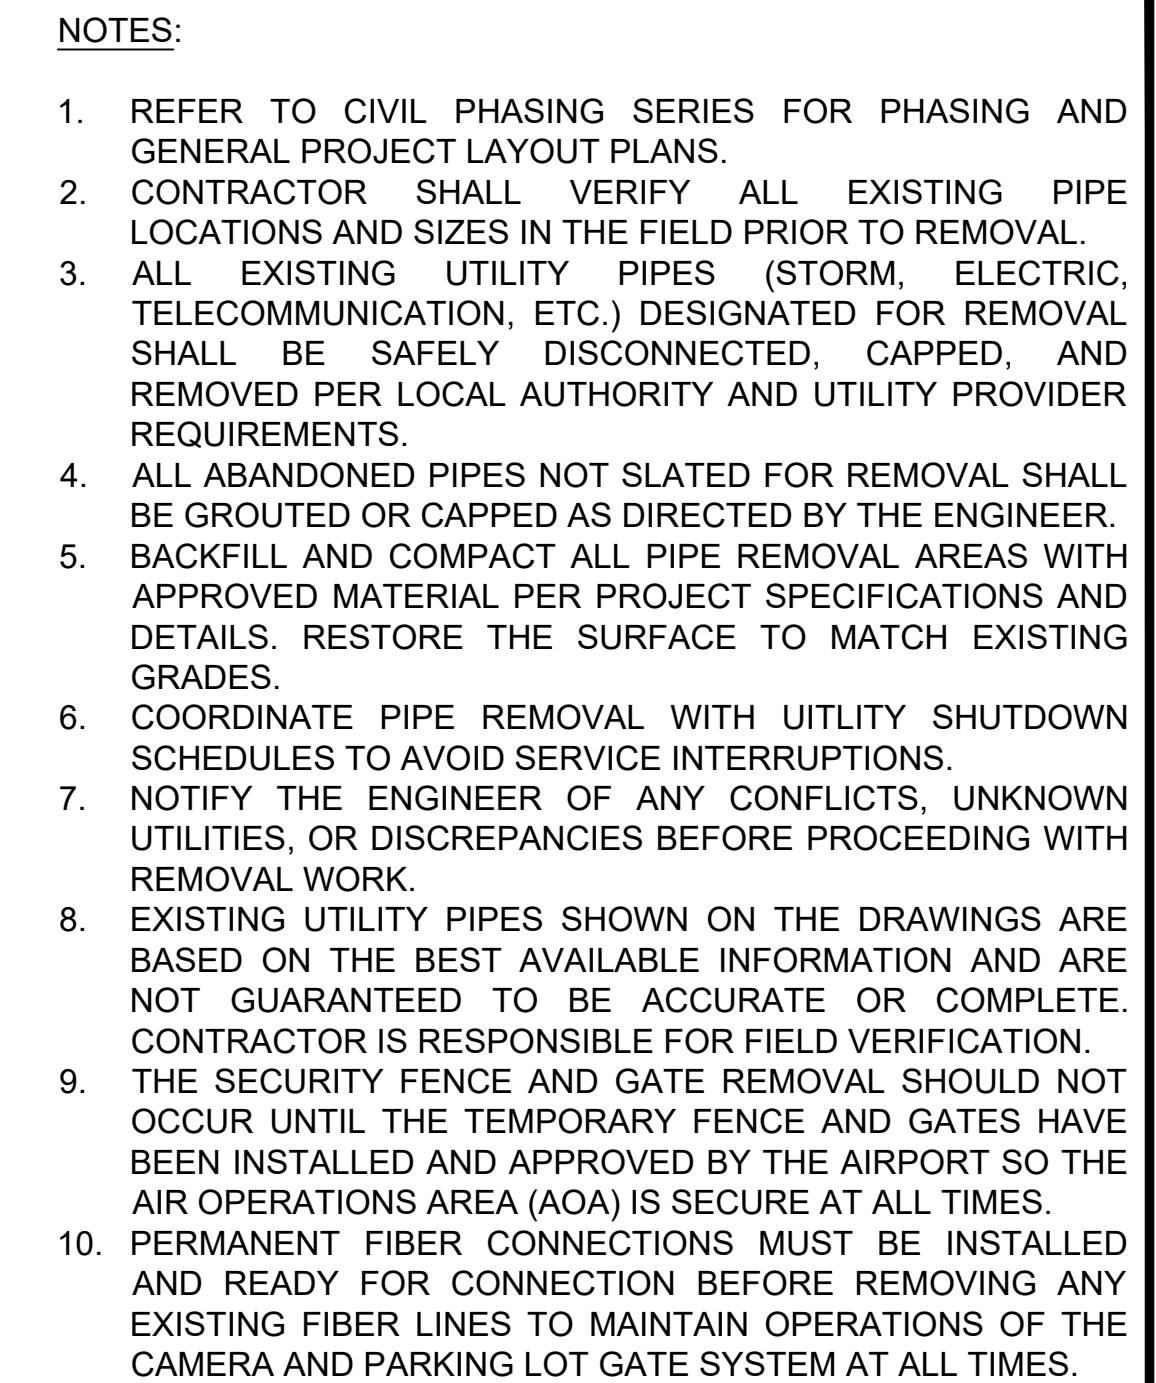 NOTES:
1. REFER TO CIVIL PHASING SERIES FOR PHASING AND
GENERAL PROJECT LAYOUT PLANS.
2. CONTRACTOR SHALL VERIFY ALL EXISTING PIPE
LOCATIONS AND SIZES IN THE FIELD PRIOR TO REMOVAL.
3. ALL EXISTING UTILITY PIPES (STORM, ELECTRIC,
TELECOMMUNICATION, ETC.) DESIGNATED FOR REMOVAL
SHALL BE SAFELY DISCONNECTED, CAPPED, AND
REMOVED PER LOCAL AUTHORITY AND UTILITY PROVIDER
REQUIREMENTS.
4. ALL ABANDONED PIPES NOT SLATED FOR REMOVAL SHALL
BE GROUTED OR CAPPED AS DIRECTED BY THE ENGINEER.
5. BACKFILL AND COMPACT ALL PIPE REMOVAL AREAS WITH
APPROVED MATERIAL PER PROJECT SPECIFICATIONS AND
DETAILS. RESTORE THE SURFACE TO MATCH EXISTING
GRADES.
6. COORDINATE PIPE REMOVAL WITH UITLITY SHUTDOWN
SCHEDULES TO AVOID SERVICE INTERRUPTIONS.
7. NOTIFY THE ENGINEER OF ANY CONFLICTS, UNKNOWN
UTILITIES, OR DISCREPANCIES BEFORE PROCEEDING WITH
REMOVAL WORK.
8. EXISTING UTILITY PIPES SHOWN ON THE DRAWINGS ARE
BASED ON THE BEST AVAILABLE INFORMATION AND ARE
NOT GUARANTEED TO BE ACCURATE OR COMPLETE.
CONTRACTOR IS RESPONSIBLE FOR FIELD VERIFICATION.
9. THE SECURITY FENCE AND GATE REMOVAL SHOULD NOT
OCCUR UNTIL THE TEMPORARY FENCE AND GATES HAVE
BEEN INSTALLED AND APPROVED BY THE AIRPORT SO THE
AIR OPERATIONS AREA (AOA) IS SECURE AT ALL TIMES.
10. PERMANENT FIBER CONNECTIONS MUST BE INSTALLED
AND READY FOR CONNECTION BEFORE REMOVING ANY
EXISTING FIBER LINES TO MAINTAIN OPERATIONS OF THE
CAMERA AND PARKING LOT GATE SYSTEM AT ALL TIMES.